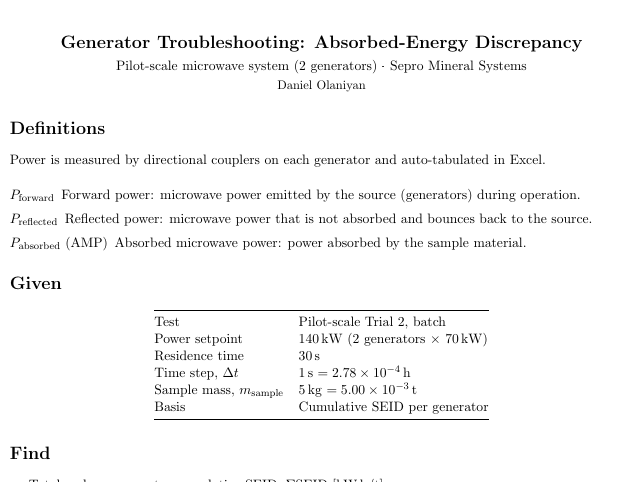 Generator Troubleshooting: Absorbed-Energy Discrepancy
Pilot-scale microwave system (2 generators) · Sepro Mineral Systems
Daniel Olaniyan
Definitions
Power is measured by directional couplers on each generator and auto-tabulated in Excel.
P_forward Forward power: microwave power emitted by the source (generators) during operation.
P_reflected Reflected power: microwave power that is not absorbed and bounces back to the source.
P_absorbed (AMP) Absorbed microwave power: power absorbed by the sample material.
Given
Test Pilot-scale Trial 2, batch
Power setpoint 140 kW (2 generators × 70 kW)
Residence time 30 s
Time step, Δt 1 s = 2.78 × 10⁻⁴ h
Sample mass, m_sample 5 kg = 5.00 × 10⁻³ t
Basis Cumulative SEID per generator
Find